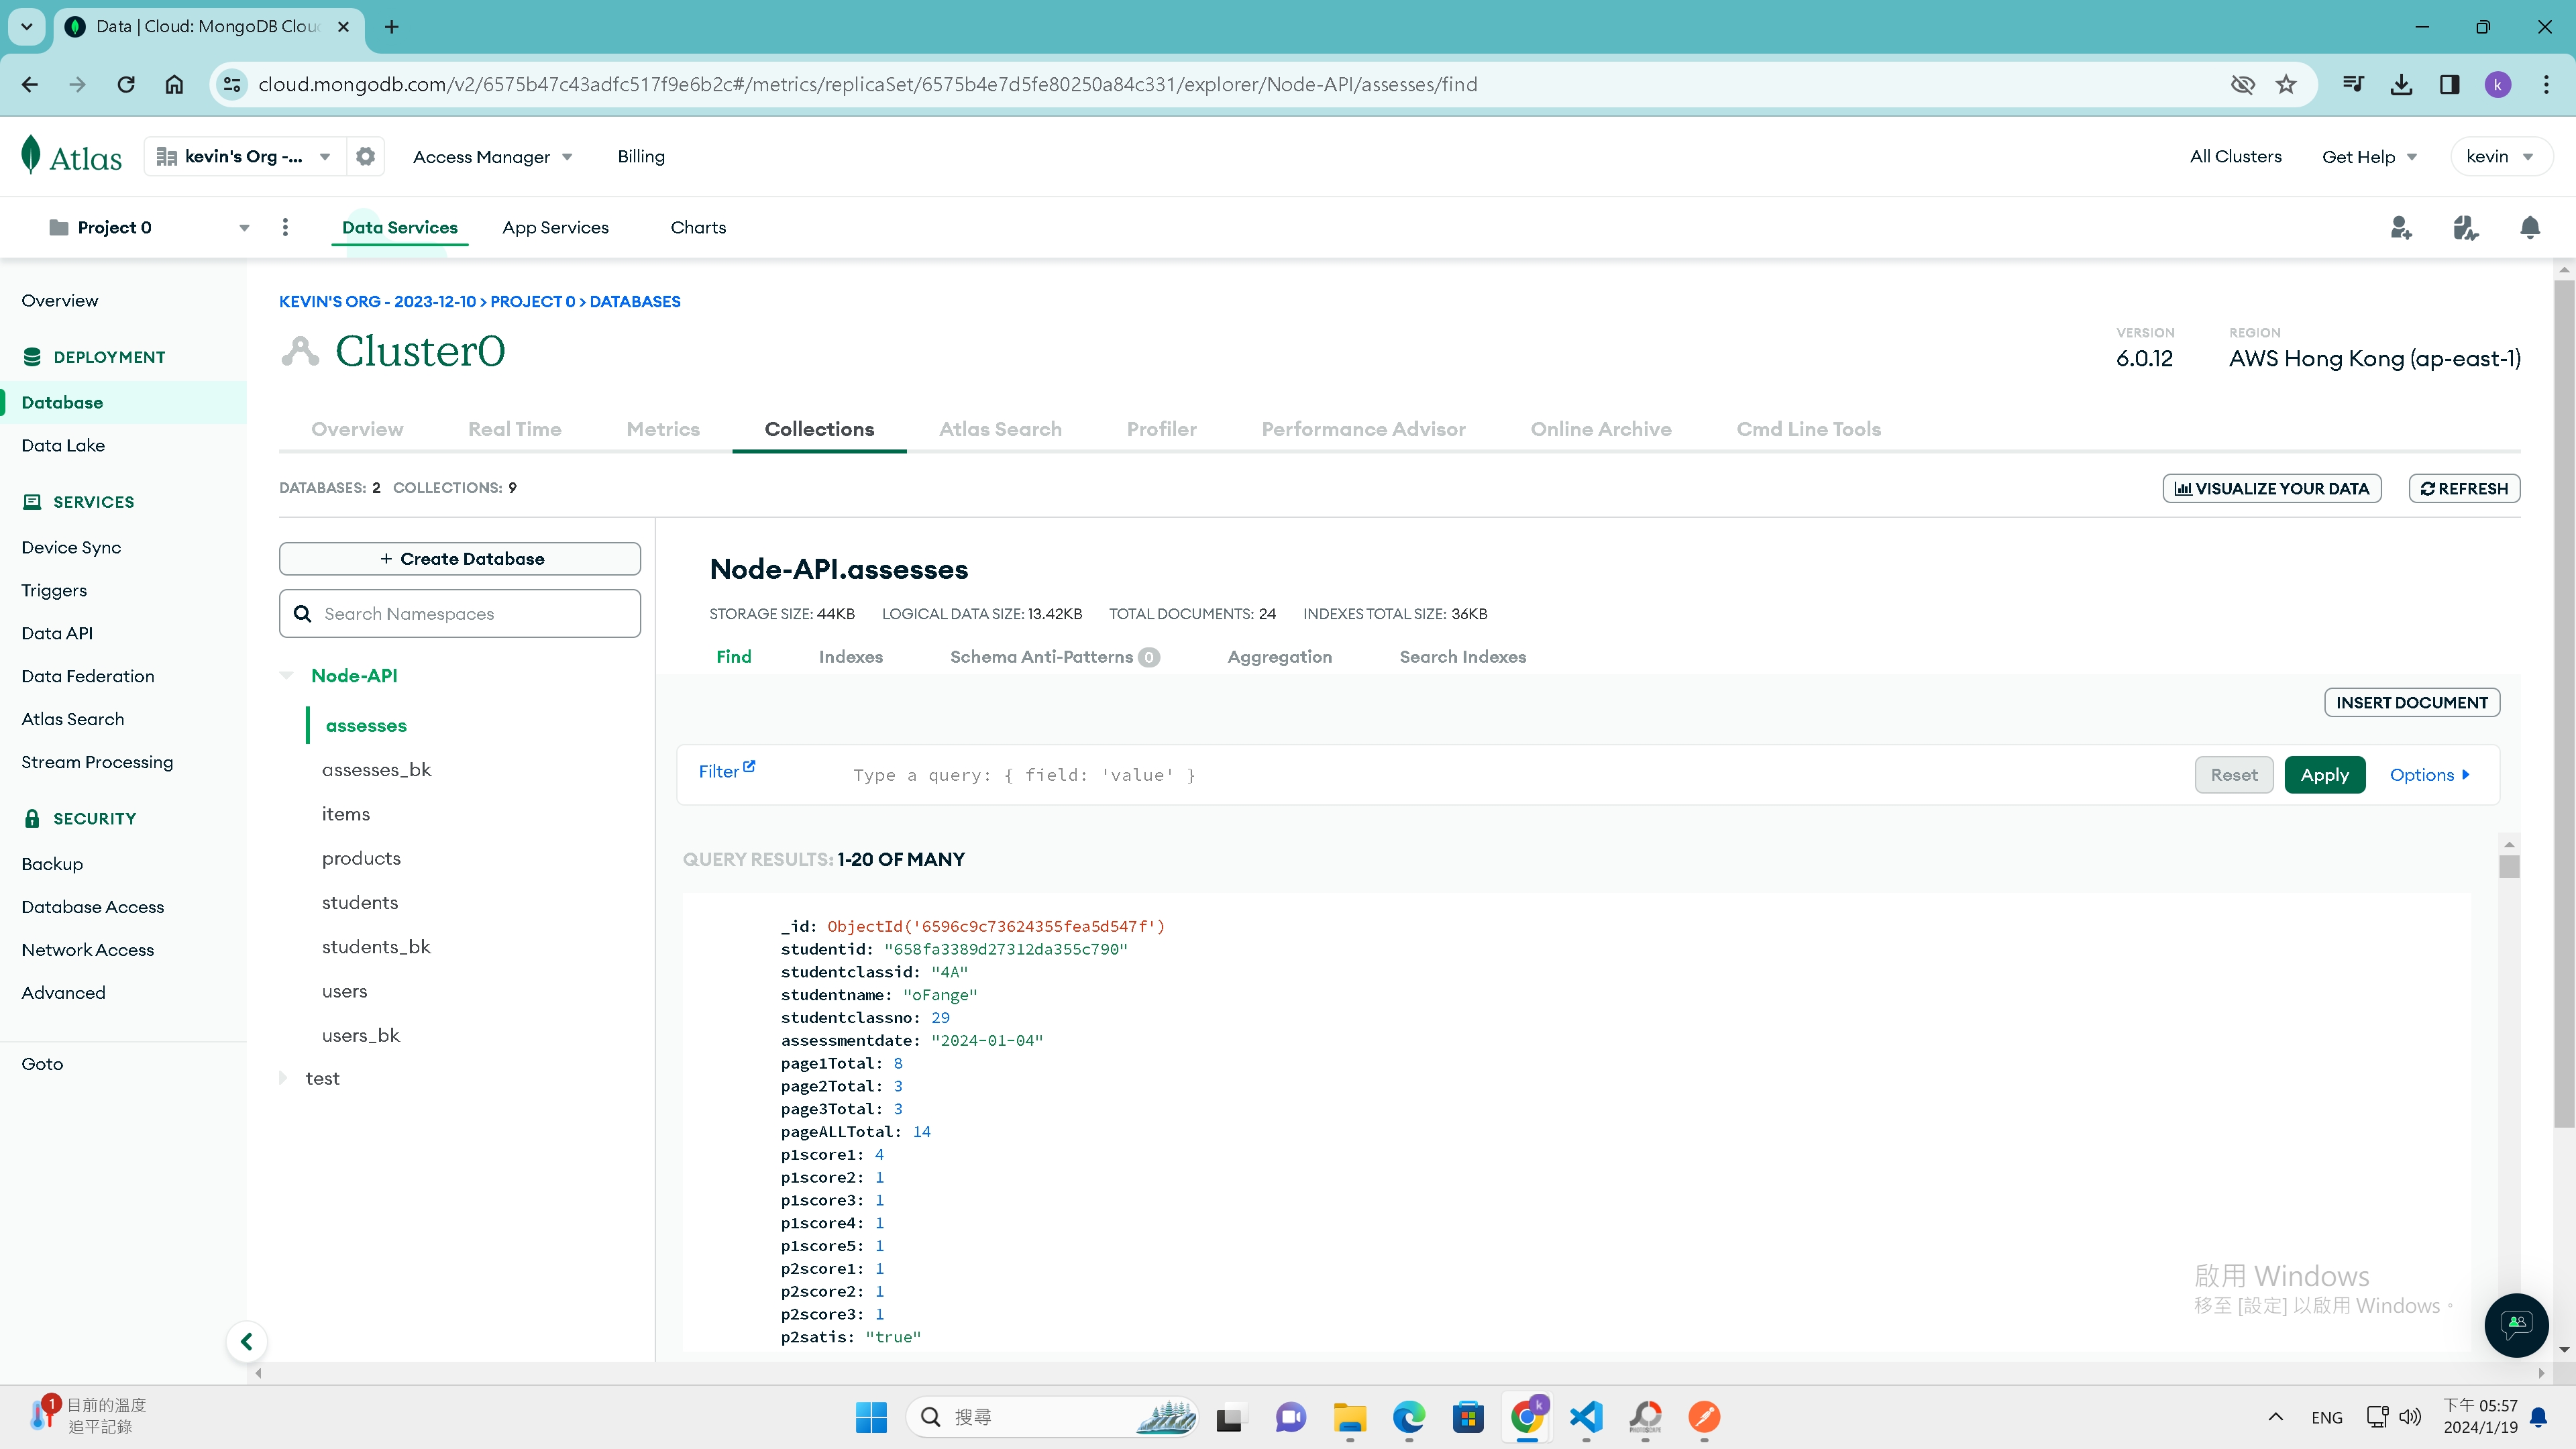 Data | Cloud: MongoDB Clou
cloud.mongodb.com/v2/6575b47c43adfc517f9e6b2c#/metrics/replicaSet/6575b4e7d5fe80250a84c331/explorer/Node-API/assesses/find
k
Atlas
kevin's Org -...
Access Manager
Billing
All Clusters
Get Help
kevin
Project 0
Data Services
App Services
Charts
Overview
DEPLOYMENT
Database
Data Lake
SERVICES
Device Sync
Triggers
Data API
Data Federation
Atlas Search
Stream Processing
SECURITY
Backup
Database Access
Network Access
Advanced
Goto
KEVIN'S ORG - 2023-12-10 > PROJECT 0 > DATABASES
Cluster0
VERSION
6.0.12
REGION
AWS Hong Kong (ap-east-1)
Overview
Real Time
Metrics
Collections
Atlas Search
Profiler
Performance Advisor
Online Archive
Cmd Line Tools
DATABASES: 2 COLLECTIONS: 9
VISUALIZE YOUR DATA
REFRESH
+ Create Database
Search Namespaces
Node-API
assesses
assesses_bk
items
products
students
students_bk
users
users_bk
test
Node-API.assesses
STORAGE SIZE: 44KB LOGICAL DATA SIZE: 13.42KB TOTAL DOCUMENTS: 24 INDEXES TOTAL SIZE: 36KB
Find
Indexes
Schema Anti-Patterns 0
Aggregation
Search Indexes
INSERT DOCUMENT
Filter
Type a query: { field: 'value' }
Reset
Apply
Options
QUERY RESULTS: 1-20 OF MANY
_id: ObjectId('6596c9c73624355fea5d547f')
studentid: "658fa3389d27312da355c790"
studentclassid: "4A"
studentname: "oFange"
studentclassno: 29
assessmentdate: "2024-01-04"
page1Total: 8
page2Total: 3
page3Total: 3
pageALLTotal: 14
p1score1: 4
p1score2: 1
p1score3: 1
p1score4: 1
p1score5: 1
p2score1: 1
p2score2: 1
p2score3: 1
p2satis: "true"
啟用 Windows
移至 [設定] 以啟用 Windows。
1
目前的溫度
追平記錄
搜尋
k
ENG
下午 05:57
2024/1/19